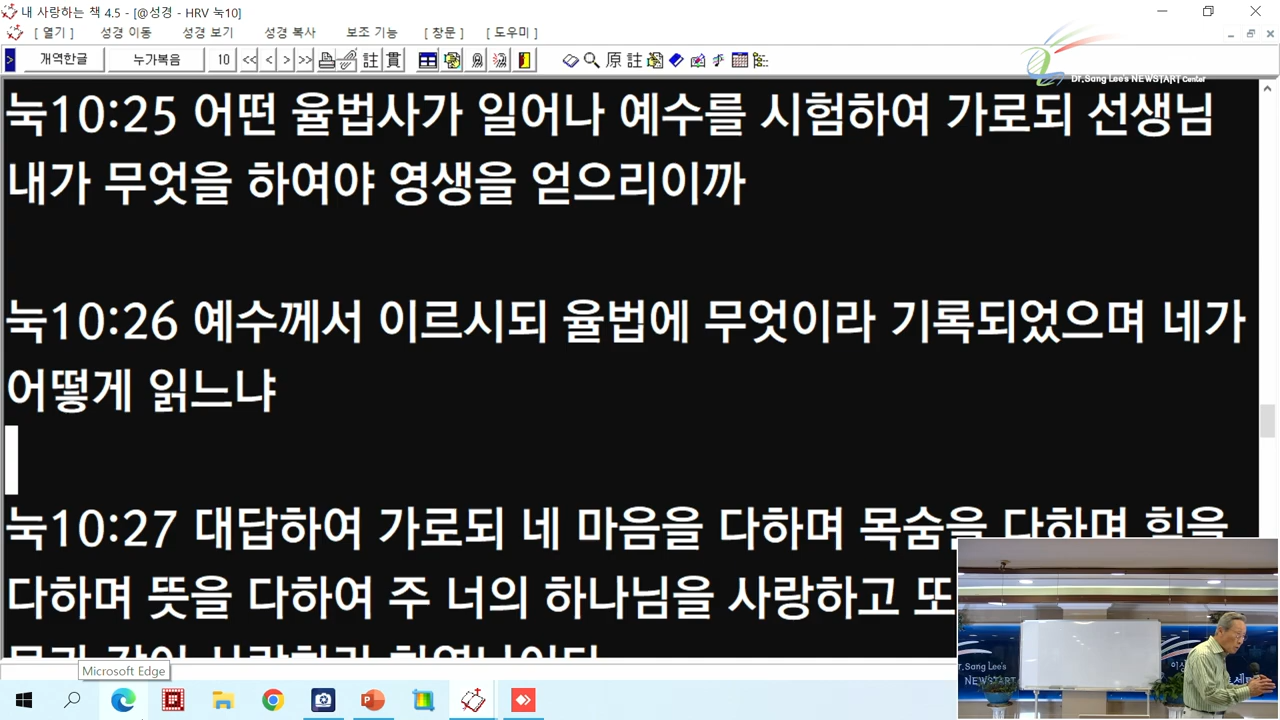 내 사랑하는 책 4.5 - [@성경 - HRV 눅10]
[ 열기 ] 성경 이동 성경 보기 성경 복사 보조 기능 [ 창문 ] [ 도우미 ]
> 개역한글 누가복음 10 << < > >> 註 貫 原 註
Dr.Sang Lee's NEWSTART Center
눅10:25 어떤 율법사가 일어나 예수를 시험하여 가로되 선생님
내가 무엇을 하여야 영생을 얻으리이까
눅10:26 예수께서 이르시되 율법에 무엇이라 기록되었으며 네가
어떻게 읽느냐
눅10:27 대답하여 가로되 네 마음을 다하며 목숨을 다하며 힘을
다하며 뜻을 다하여 주 너의 하나님을 사랑하고 또
Microsoft Edge
r.Sang Lee's
NEWSTART